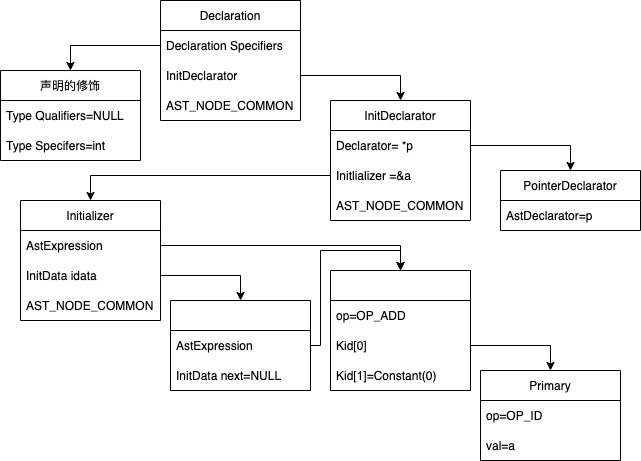 Declaration
Declaration Specifiers
InitDeclarator
AST_NODE_COMMON
声明的修饰
Type Qualifiers=NULL
Type Specifers=int
InitDeclarator
Declarator= *p
Initlializer =&a
AST_NODE_COMMON
PointerDeclarator
AstDeclarator=p
Initializer
AstExpression
InitData idata
AST_NODE_COMMON
AstExpression
InitData next=NULL
op=OP_ADD
Kid[0]
Kid[1]=Constant(0)
Primary
op=OP_ID
val=a